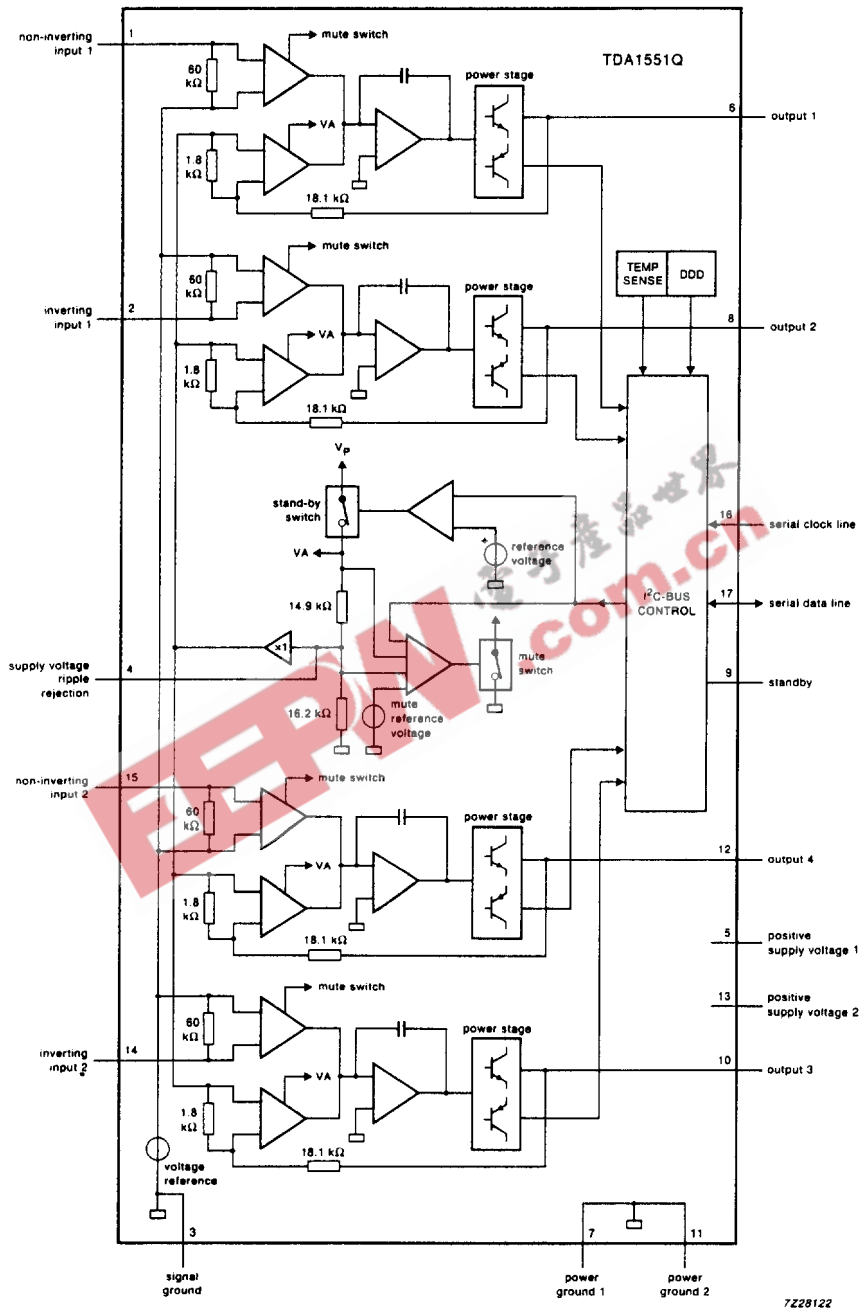 non-inverting
input 1
1
mute switch
TDA1551Q
60
kΩ
power stage
6
output 1
VA
1.8
kΩ
18.1 kΩ
mute switch
60
kΩ
power stage
TEMP
SENSE
DDD
inverting
input 1
2
8
output 2
VA
1.8
kΩ
18.1 kΩ
VP
stand-by
switch
電子產品世界
16
serial clock line
VA
+
reference
voltage
.com.cn
14.9 kΩ
I²C-BUS
CONTROL
17
serial data line
×1
mute
switch
supply voltage
ripple
rejection
4
9
standby
16.2 kΩ
mute
reference
voltage
EEPW
non-inverting
input 2
15
mute switch
60
kΩ
power stage
12
output 4
VA
1.8
kΩ
18.1 kΩ
5
positive
supply voltage 1
mute switch
13
positive
supply voltage 2
60
kΩ
power stage
inverting
input 2
14
10
output 3
VA
1.8
kΩ
18.1 kΩ
voltage
reference
3
7
11
signal
ground
power
ground 1
power
ground 2
7Z28122